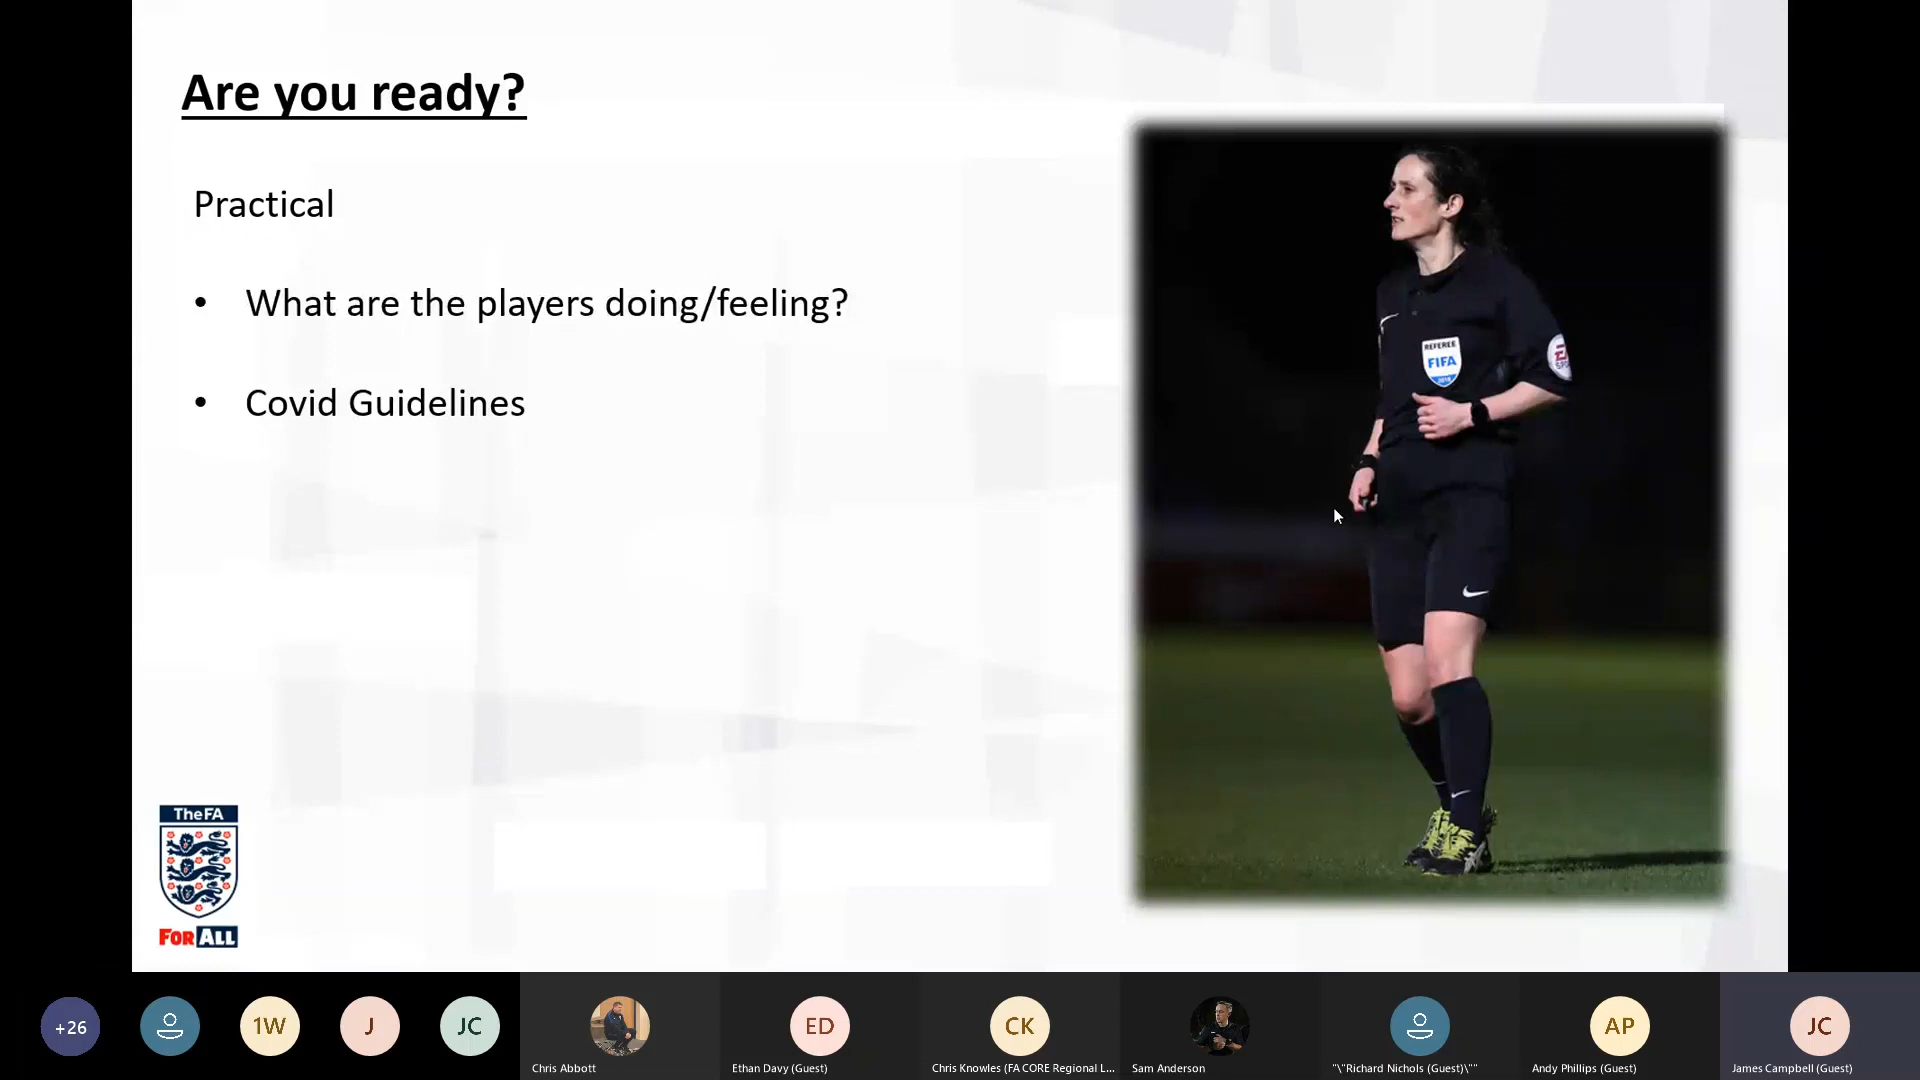 Are you ready?
Practical
• What are the players doing/feeling?
• Covid Guidelines
REFEREE
FIFA
TheFA
FOR ALL
+26
1W
J
JC
Chris Abbott
ED
Ethan Davy (Guest)
CK
Chris Knowles (FA CORE Regional L...
Sam Anderson
"\"Richard Nichols (Guest)\""
AP
Andy Phillips (Guest)
JC
James Campbell (Guest)